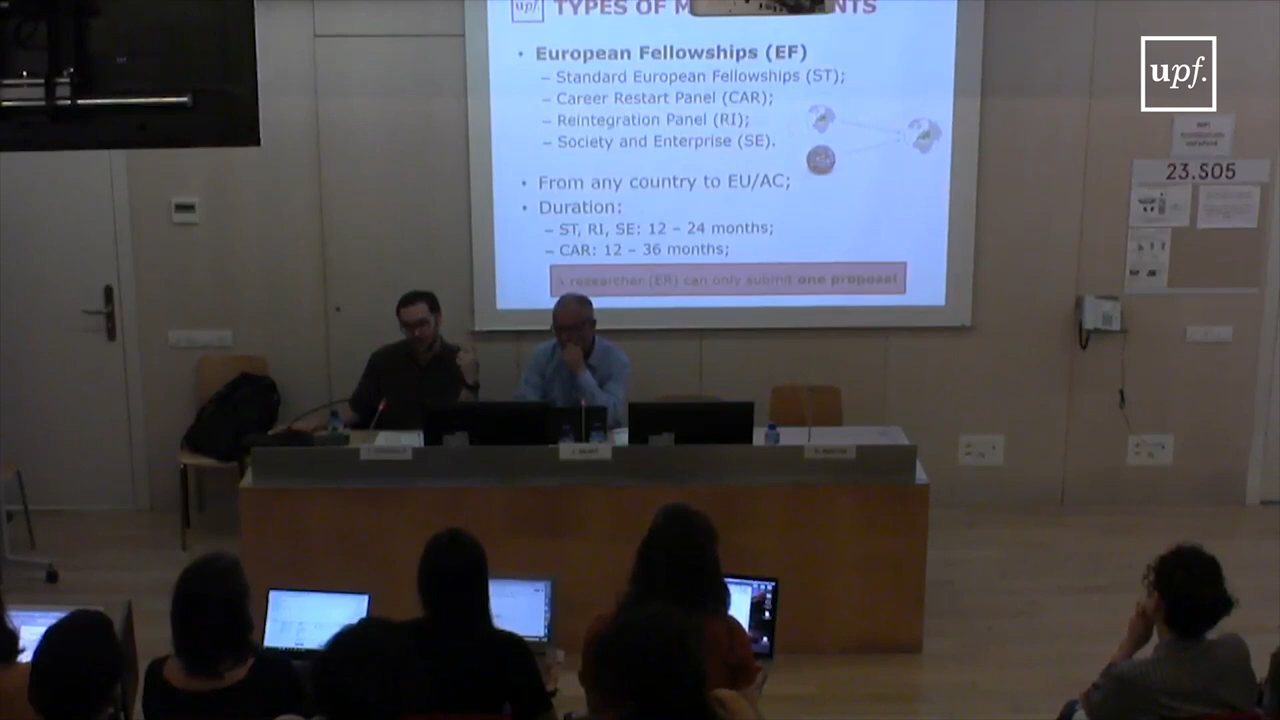 upf. TYPES OF
• European Fellowships (EF)
– Standard European Fellowships (ST);
– Career Restart Panel (CAR);
– Reintegration Panel (RI);
– Society and Enterprise (SE).
• From any country to EU/AC;
• Duration:
– ST, RI, SE: 12 – 24 months;
– CAR: 12 – 36 months;
A researcher (ER) can only submit one proposal
upf.
23.S05